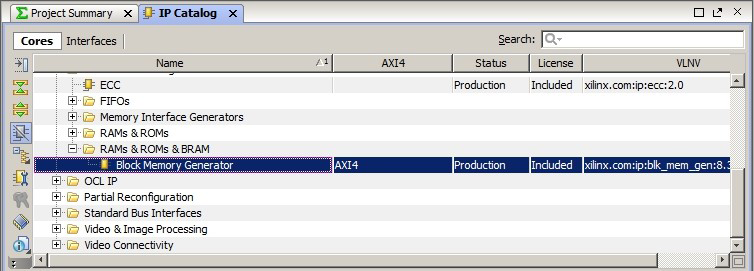 Project Summary IP Catalog
Cores Interfaces Search:
Name 1 AXI4 Status License VLNV
ECC Production Included xilinx.com:ip:ecc:2.0
FIFOs
Memory Interface Generators
RAMs & ROMs
RAMs & ROMs & BRAM
Block Memory Generator AXI4 Production Included xilinx.com:ip:blk_mem_gen:8.3
OCL IP
Partial Reconfiguration
Standard Bus Interfaces
Video & Image Processing
Video Connectivity